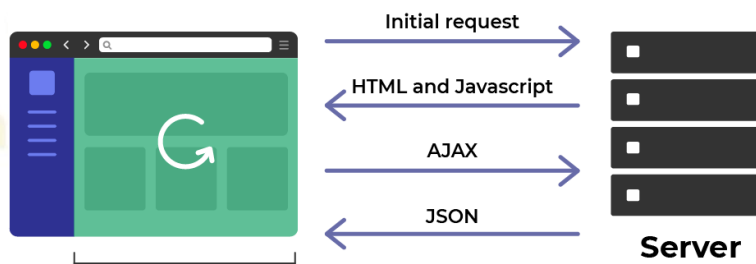 Initial request
HTML and Javascript
AJAX
JSON
Server